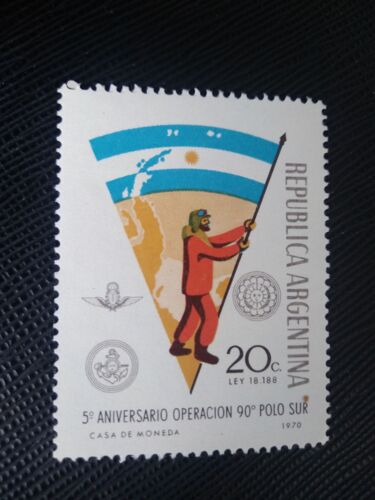 REPUBLICA ARGENTINA
20c.
LEY 18.188
5º ANIVERSARIO OPERACION 90º POLO SUR
CASA DE MONEDA
1970